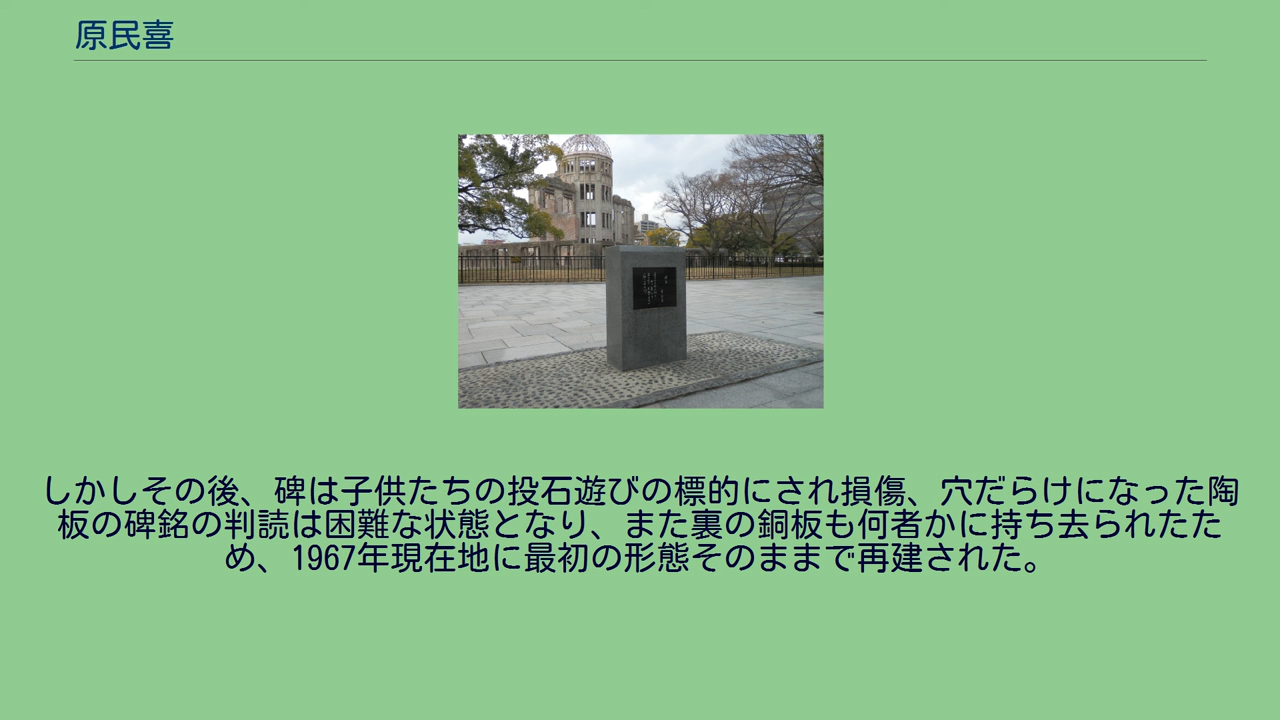 原民喜
しかしその後、碑は子供たちの投石遊びの標的にされ損傷、穴だらけになった陶
板の碑銘の判読は困難な状態となり、また裏の銅板も何者かに持ち去られたた
め、1967年現在地に最初の形態そのままで再建された。